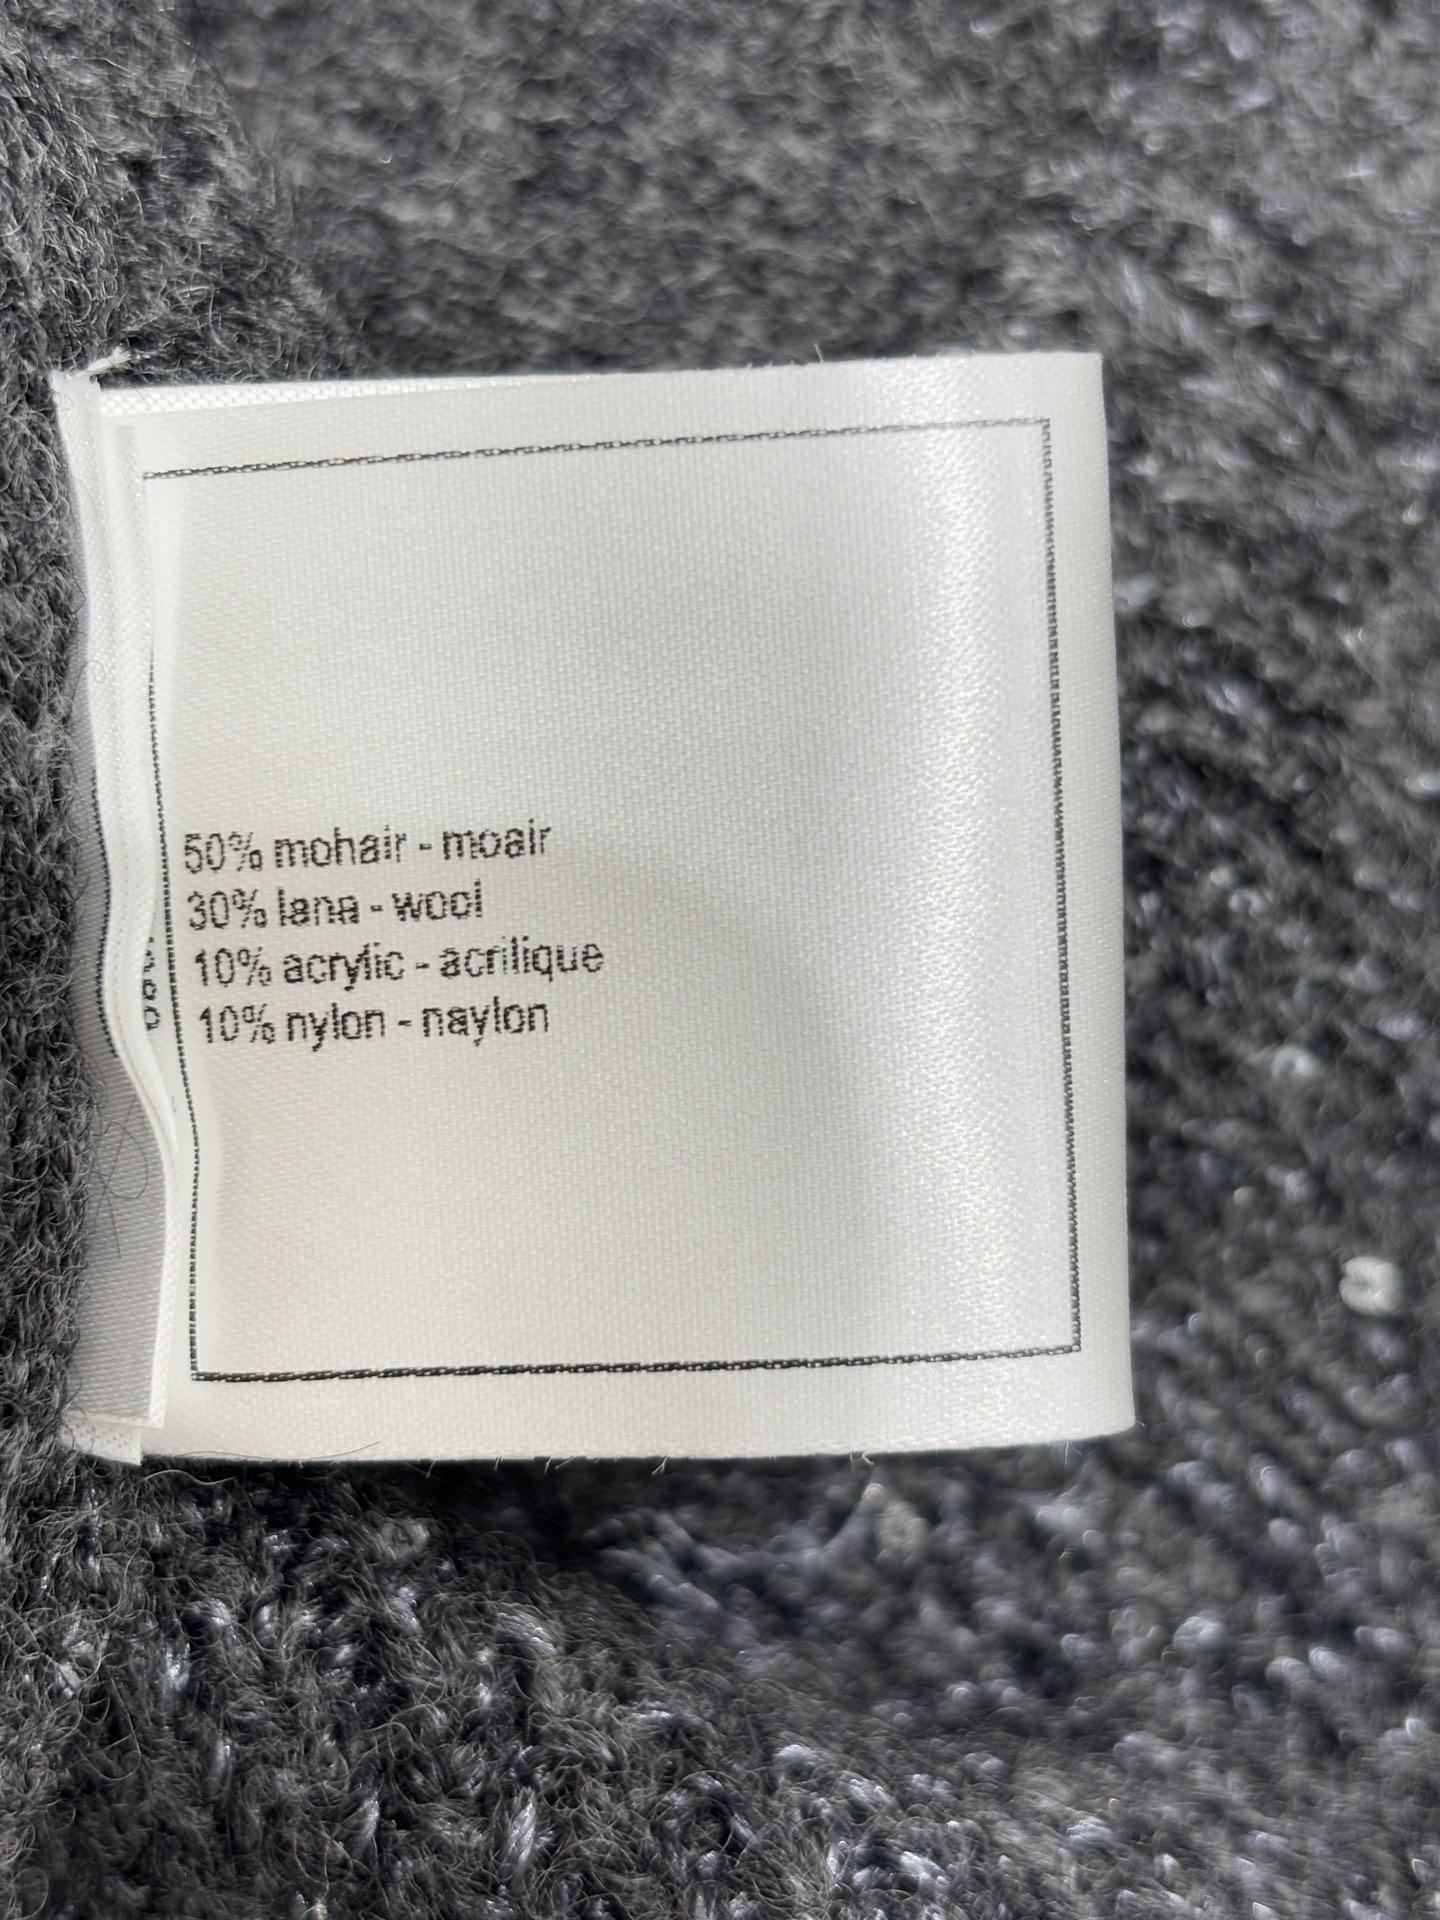 50% mohair - moair
30% lana - wool
10% acrylic - acrilique
10% nylon - naylon